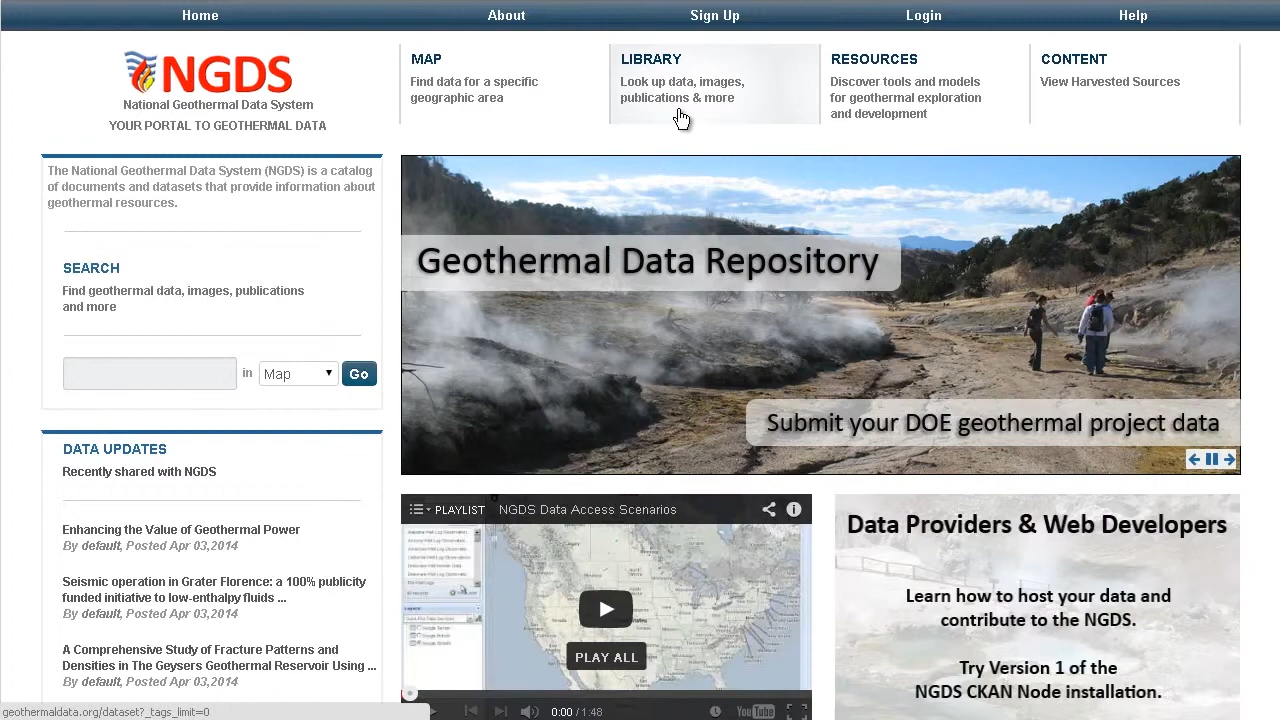 Home
About
Sign Up
Login
Help
NGDS
National Geothermal Data System
YOUR PORTAL TO GEOTHERMAL DATA
MAP
Find data for a specific
geographic area
LIBRARY
Look up data, images,
publications & more
RESOURCES
Discover tools and models
for geothermal exploration
and development
CONTENT
View Harvested Sources
The National Geothermal Data System (NGDS) is a catalog
of documents and datasets that provide information about
geothermal resources.
SEARCH
Find geothermal data, images, publications
and more
in
Map
Go
Geothermal Data Repository
Submit your DOE geothermal project data
DATA UPDATES
Recently shared with NGDS
Enhancing the Value of Geothermal Power
By default, Posted Apr 03,2014
Seismic operation in Grater Florence: a 100% publicity
funded initiative to low-enthalpy fluids ...
By default, Posted Apr 03,2014
A Comprehensive Study of Fracture Patterns and
Densities in The Geysers Geothermal Reservoir Using ...
By default, Posted Apr 03,2014
PLAYLIST
NGDS Data Access Scenarios
PLAY ALL
0:00 / 1:48
YouTube
Data Providers & Web Developers
Learn how to host your data and
contribute to the NGDS.
Try Version 1 of the
NGDS CKAN Node installation.
geothermaldata.org/dataset?_tags_limit=0